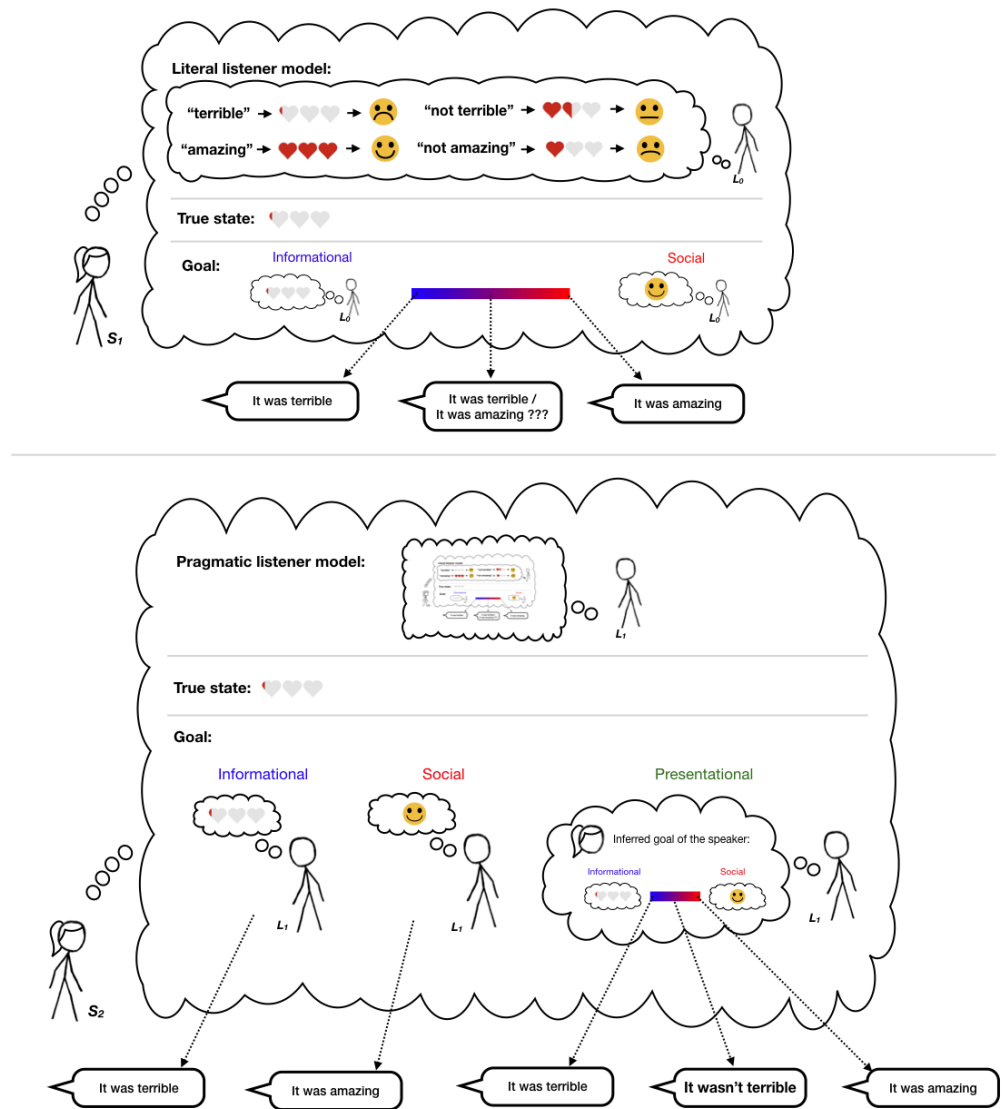 Literal listener model:
“terrible” “not terrible”
“amazing” “not amazing”
L0
True state:
Goal:
Informational Social
L0 L0
S1
It was terrible
It was terrible /
It was amazing ???
It was amazing
Pragmatic listener model:
L1
True state:
Goal:
Informational Social Presentational
Inferred goal of the speaker:
Informational Social
L1 L1 L1
S2
It was terrible
It was amazing
It was terrible
It wasn’t terrible
It was amazing